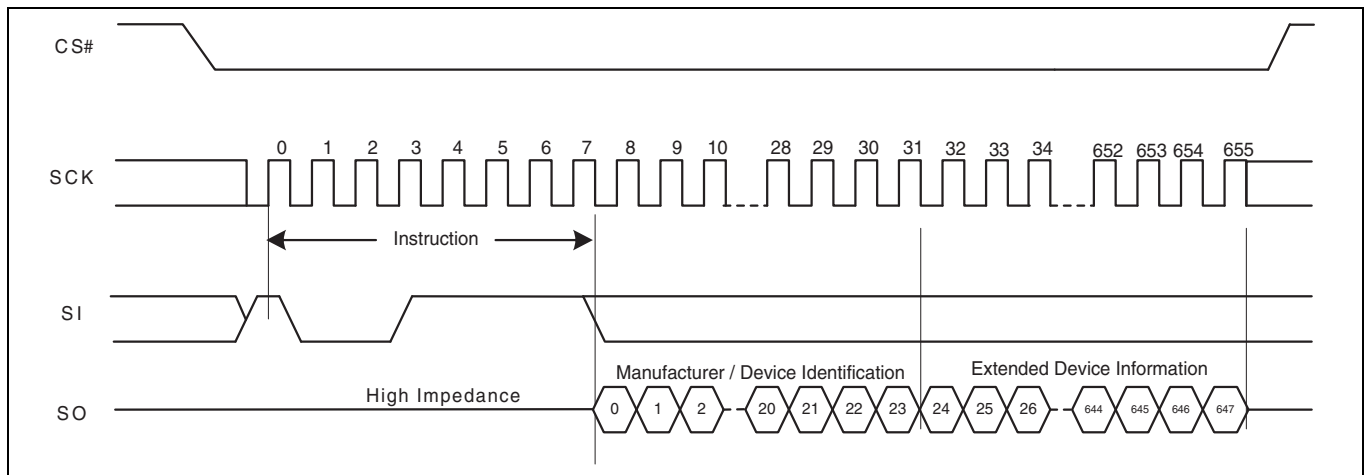 CS#
0 1 2 3 4 5 6 7 8 9 10 28 29 30 31 32 33 34 652 653 654 655
SCK
Instruction
SI
Manufacturer / Device Identification Extended Device Information
High Impedance
SO 0 1 2 20 21 22 23 24 25 26 644 645 646 647